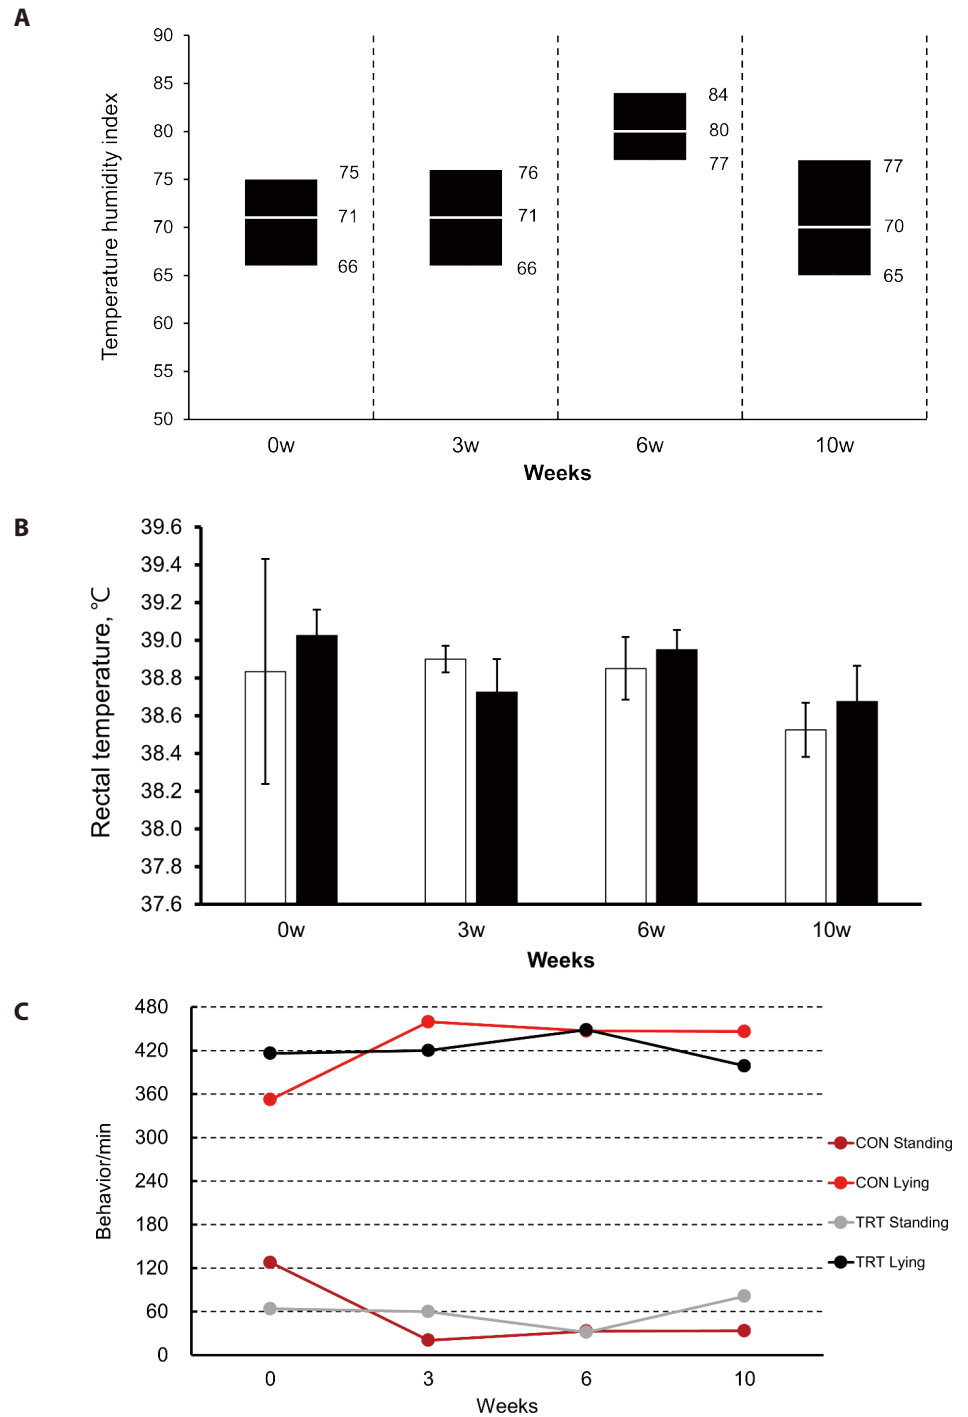 A
Temperature humidity index
90
85
80
75
70
65
60
55
50
75
71
66
76
71
66
84
80
77
77
70
65
0w 3w 6w 10w
Weeks
B
Rectal temperature, ℃
39.6
39.4
39.2
39.0
38.8
38.6
38.4
38.2
38.0
37.8
37.6
0w 3w 6w 10w
Weeks
C
Behavior/min
480
420
360
300
240
180
120
60
0
0 3 6 10
Weeks
CON Standing
CON Lying
TRT Standing
TRT Lying